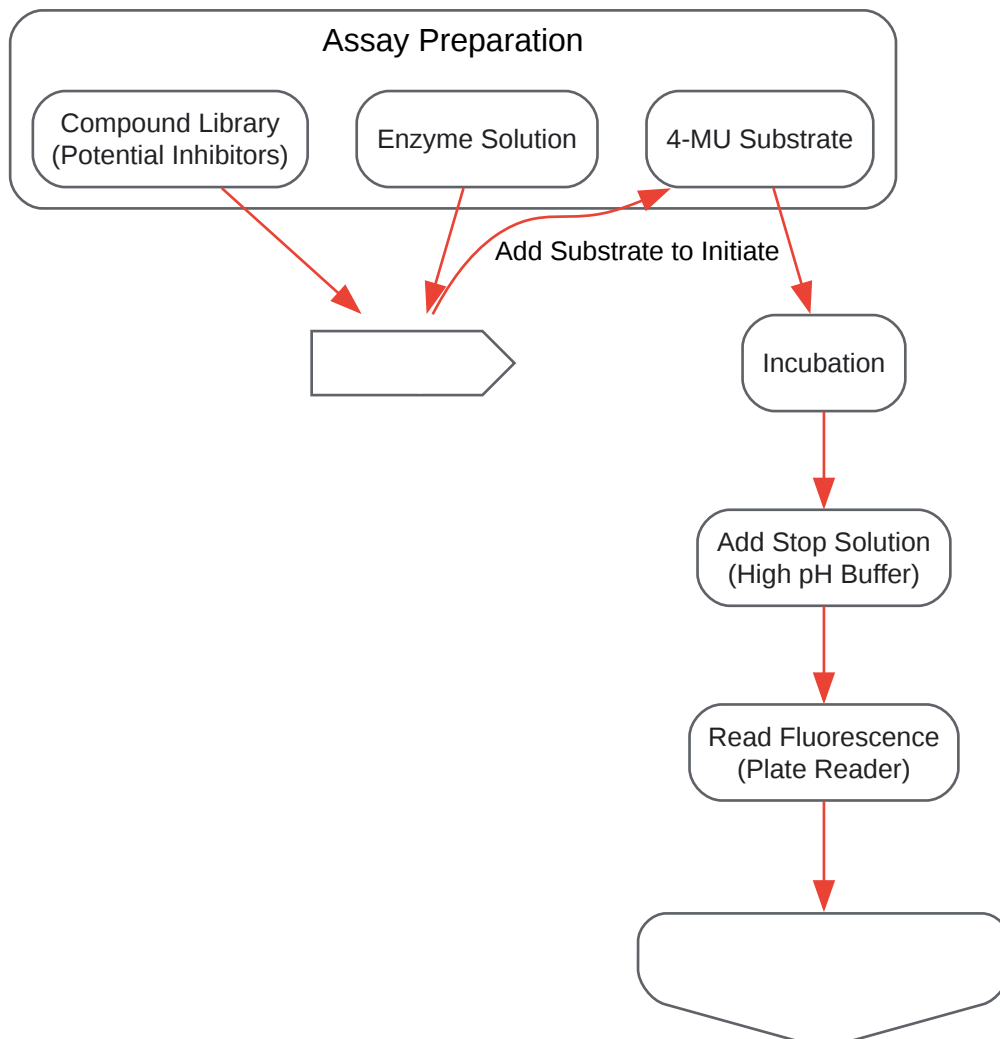 Assay Preparation
Compound Library
(Potential Inhibitors)
Enzyme Solution
4-MU Substrate
Add Substrate to Initiate
Incubation
Add Stop Solution
(High pH Buffer)
Read Fluorescence
(Plate Reader)